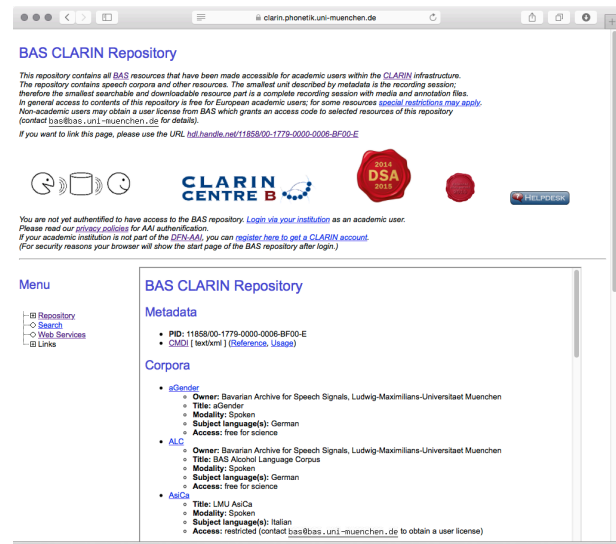 clarin.phonetik.uni-muenchen.de
BAS CLARIN Repository
This repository contains all BAS resources that have been made accessible for academic users within the CLARIN infrastructure.
The repository contains speech corpora and other resources. The smallest unit described by metadata is the recording session;
therefore the smallest searchable and downloadable resource part is a complete recording session with media and annotation files.
In general access to contents of this repository is free for European academic users; for some resources special restrictions may apply.
Non-academic users may obtain a user license from BAS which grants an access code to selected resources of this repository
(contact bas@bas.uni-muenchen.de for details).
If you want to link this page, please use the URL hdl.handle.net/11858/00-1779-0000-0006-BF00-E
CLARIN
CENTRE B
2014
DSA
2015
HELPDESK
You are not yet authentified to have access to the BAS repository. Login via your institution as an academic user.
Please read our privacy policies for AAI authenification.
If your academic institution is not part of the DFN-AAI, you can register here to get a CLARIN account.
(For security reasons your browser will show the start page of the BAS repository after login.)
Menu
Repository
Search
Web Services
Links
BAS CLARIN Repository
Metadata
• PID: 11858/00-1779-0000-0006-BF00-E
• CMDI [ text/xml ] (Reference, Usage)
Corpora
• aGender
Owner: Bavarian Archive for Speech Signals, Ludwig-Maximilians-Universitaet Muenchen
Title: aGender
Modality: Spoken
Subject language(s): German
Access: free for science
• ALC
Owner: Bavarian Archive for Speech Signals, Ludwig-Maximilians-Universitaet Muenchen
Title: BAS Alcohol Language Corpus
Modality: Spoken
Subject language(s): German
Access: free for science
• AsiCa
Title: LMU AsiCa
Modality: Spoken
Subject language(s): Italian
Access: restricted (contact bas@bas.uni-muenchen.de to obtain a user license)